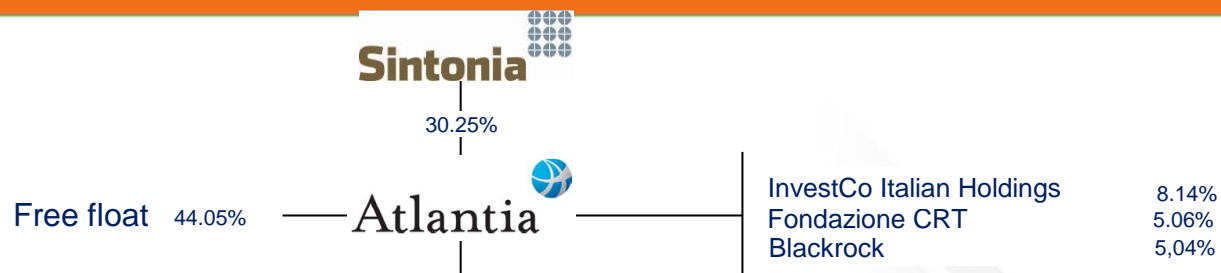 Sintonia
30.25%
Free float 44.05%
Atlantia
InvestCo Italian Holdings 8.14%
Fondazione CRT 5.06%
Blackrock 5,04%